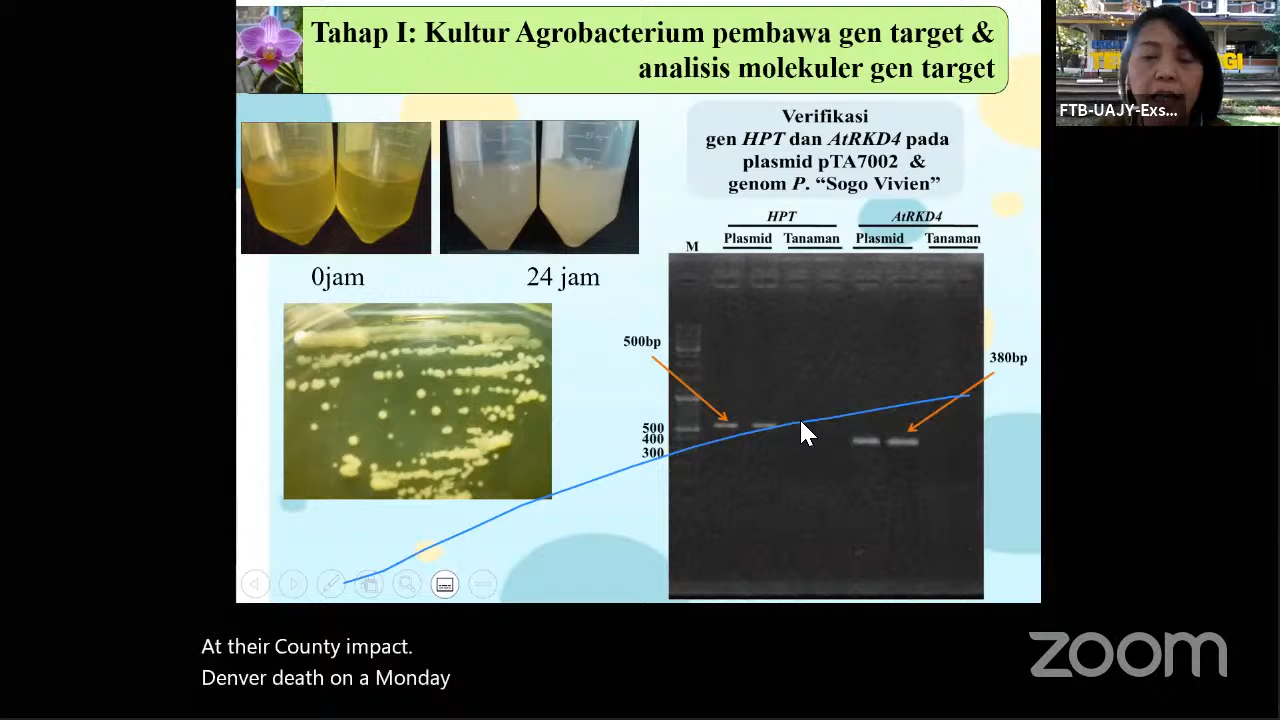 Tahap I: Kultur Agrobacterium pembawa gen target &
analisis molekuler gen target
FTB-UAJY-Exs...
Verifikasi
gen HPT dan AtRKD4 pada
plasmid pTA7002 &
genom P. “Sogo Vivien”
HPT
AtRKD4
M
Plasmid
Tanaman
Plasmid
Tanaman
0jam
24 jam
500bp
380bp
500
400
300
At their County impact.
Denver death on a Monday
zoom